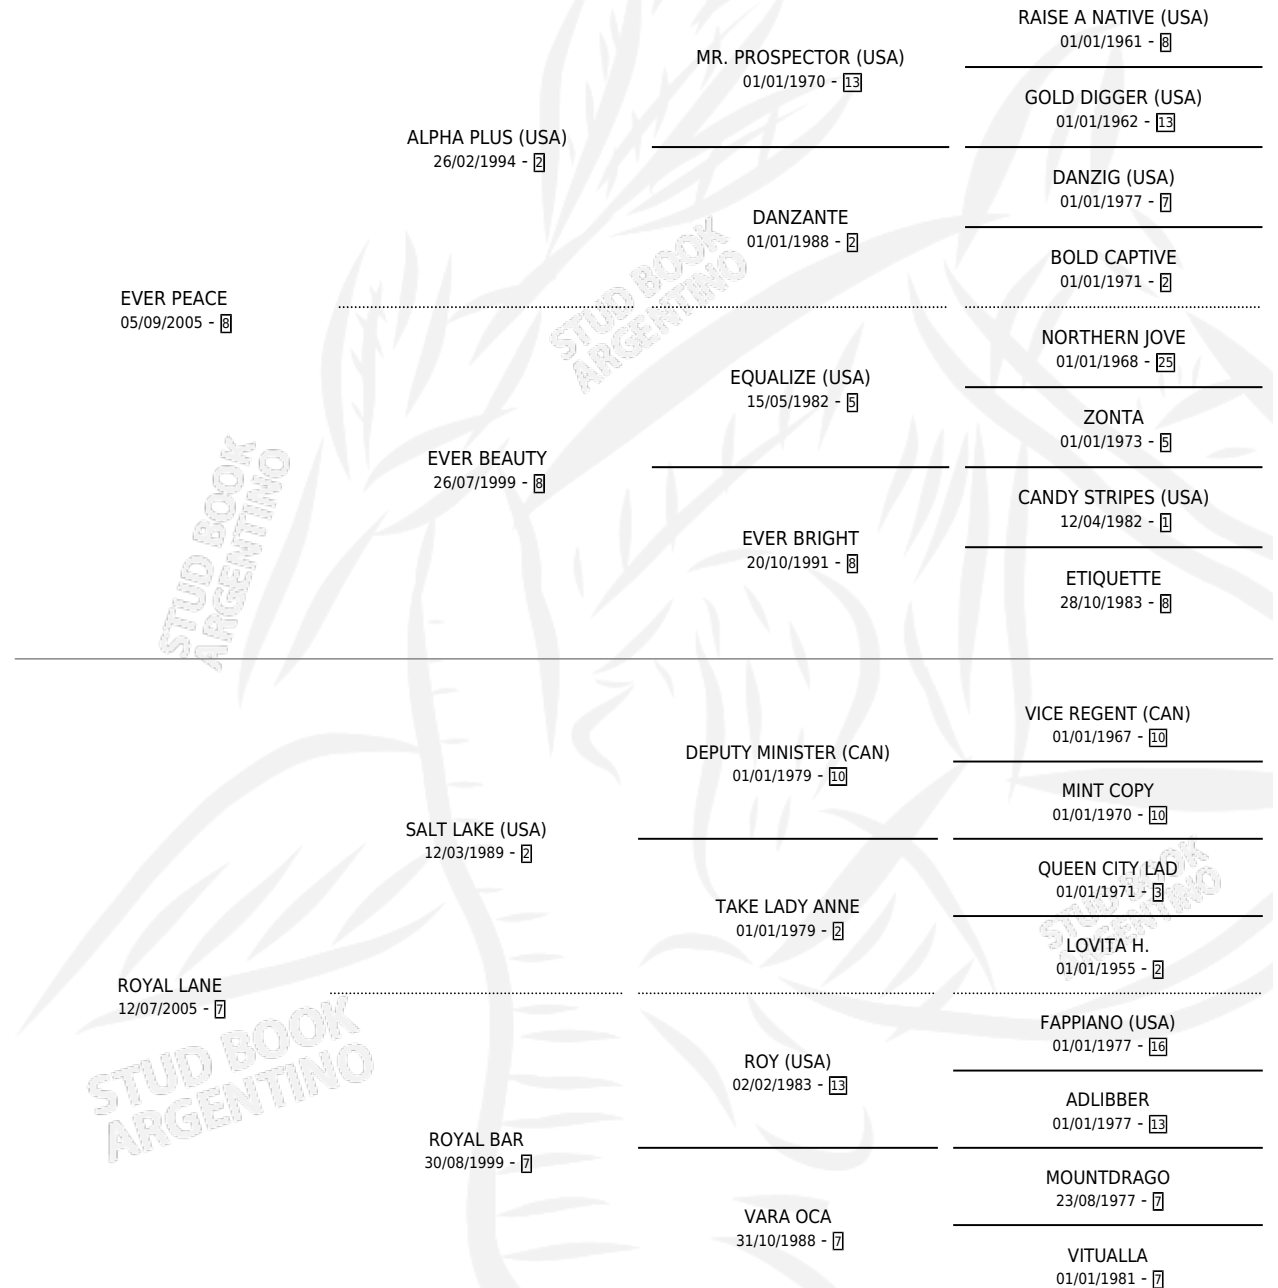 RAISE A NATIVE (USA)
01/01/1961 - 8
MR. PROSPECTOR (USA)
01/01/1970 - 13
GOLD DIGGER (USA)
01/01/1962 - 13
ALPHA PLUS (USA)
26/02/1994 - 2
DANZIG (USA)
01/01/1977 - 7
DANZANTE
01/01/1988 - 2
BOLD CAPTIVE
01/01/1971 - 2
EVER PEACE
05/09/2005 - 8
NORTHERN JOVE
01/01/1968 - 25
EQUALIZE (USA)
15/05/1982 - 5
ZONTA
01/01/1973 - 5
EVER BEAUTY
26/07/1999 - 8
CANDY STRIPES (USA)
12/04/1982 - 1
EVER BRIGHT
20/10/1991 - 8
ETIQUETTE
28/10/1983 - 8
STUD BOOK
ARGENTINO
STUD BOOK
ARGENTINO
VICE REGENT (CAN)
01/01/1967 - 10
DEPUTY MINISTER (CAN)
01/01/1979 - 10
MINT COPY
01/01/1970 - 10
SALT LAKE (USA)
12/03/1989 - 2
QUEEN CITY LAD
01/01/1971 - 3
TAKE LADY ANNE
01/01/1979 - 2
LOVITA H.
01/01/1955 - 2
ROYAL LANE
12/07/2005 - 7
FAPPIANO (USA)
01/01/1977 - 16
ROY (USA)
02/02/1983 - 13
ADLIBBER
01/01/1977 - 13
ROYAL BAR
30/08/1999 - 7
MOUNTDRAGO
23/08/1977 - 7
VARA OCA
31/10/1988 - 7
VITUALLA
01/01/1981 - 7
STUD BOOK
ARGENTINO
STUD BOOK
ARGENTINO